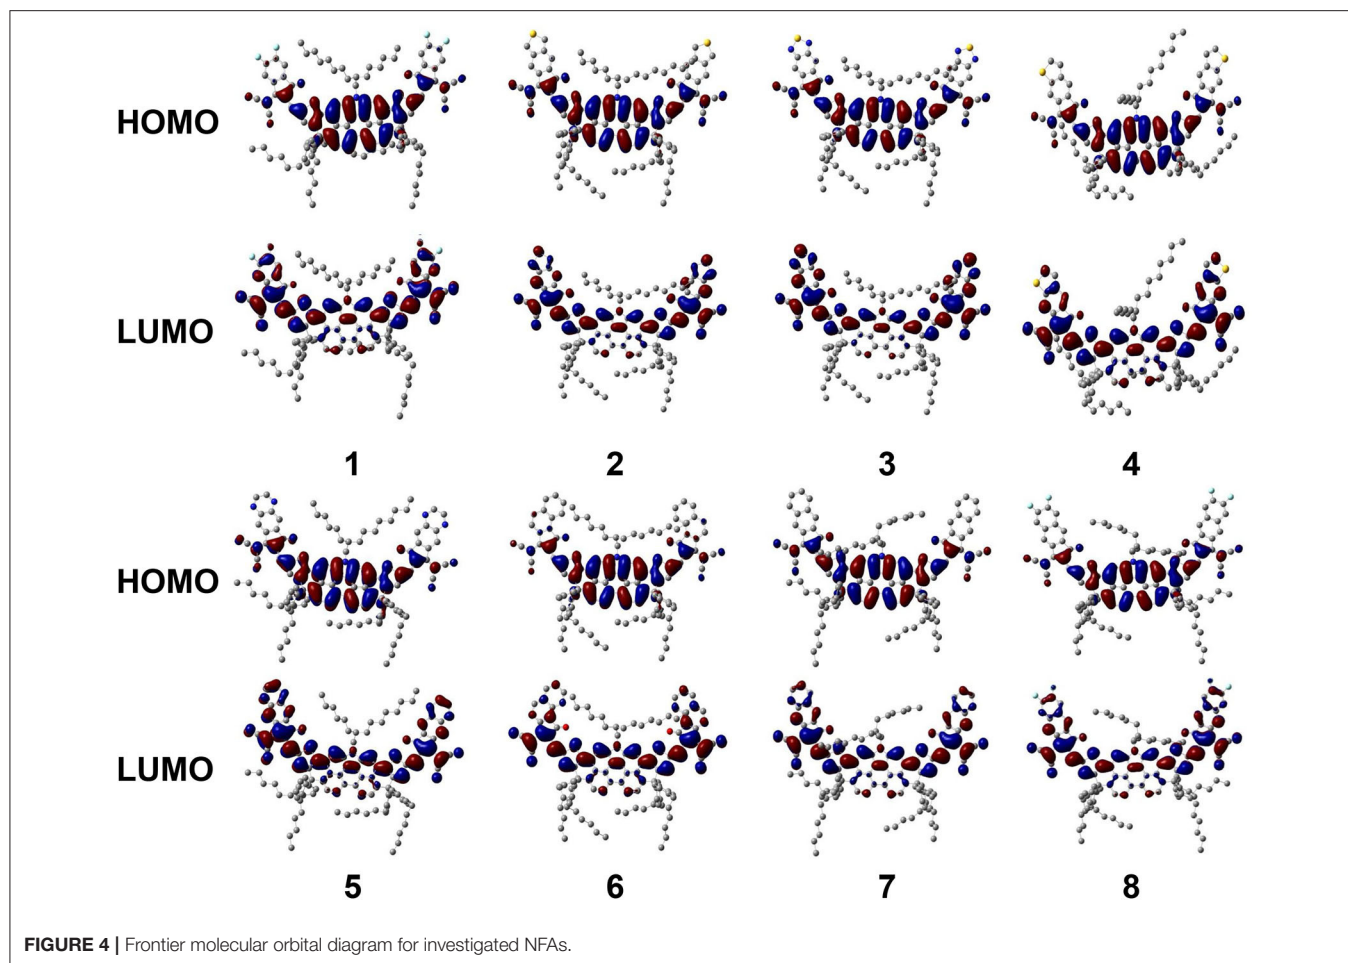 HOMO
LUMO
1 2 3 4
HOMO
LUMO
5 6 7 8
FIGURE 4 | Frontier molecular orbital diagram for investigated NFAs.